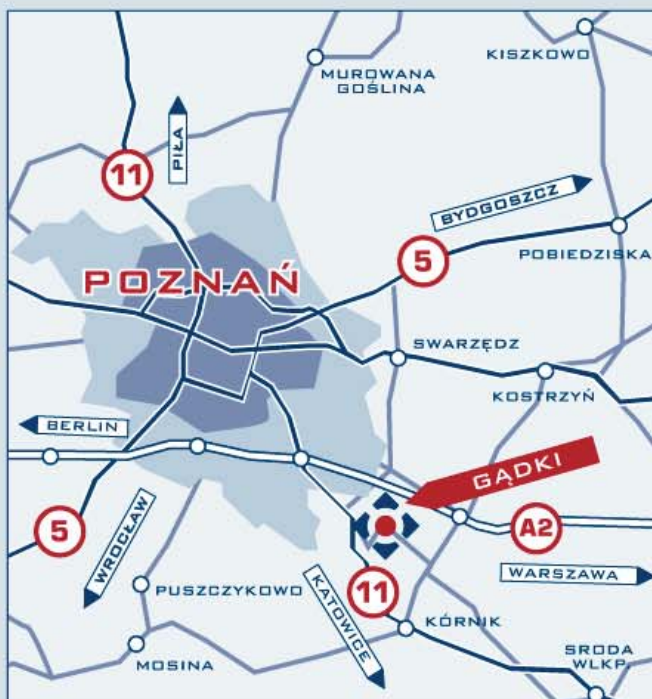 KISZKOWO
MUROWANA
GOŚLINA
PIŁA
11
BYDGOSZCZ
POBIEDZISKA
5
POZNAŃ
SWARZĘDZ
KOSTRZYŃ
BERLIN
GĄDKI
A2
5
WROCŁAW
WARSZAWA
PUSZCZYKOWO
11
KATOWICE
KÓRNIK
MOSINA
SRODA
WLKP.